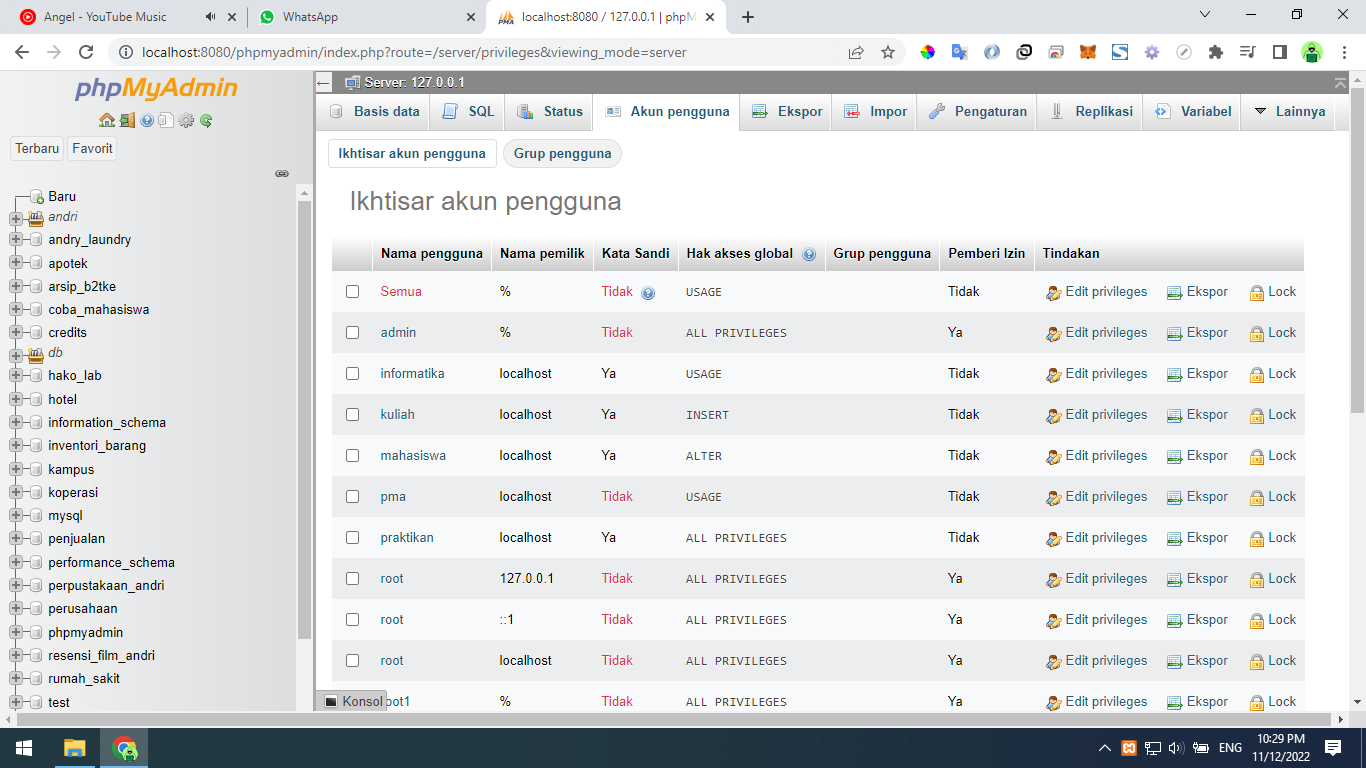 Angel - YouTube Music
WhatsApp
localhost:8080 / 127.0.0.1 | phpM
localhost:8080/phpmyadmin/index.php?route=/server/privileges&viewing_mode=server
phpMyAdmin
Terbaru Favorit
Baru
andri
andry_laundry
apotek
arsip_b2tke
coba_mahasiswa
credits
db
hako_lab
hotel
information_schema
inventori_barang
kampus
koperasi
mysql
penjualan
performance_schema
perpustakaan_andri
perusahaan
phpmyadmin
resensi_film_andri
rumah_sakit
test
Server: 127.0.0.1
Basis data SQL Status Akun pengguna Ekspor Impor Pengaturan Replikasi Variabel Lainnya
Ikhtisar akun pengguna Grup pengguna
Ikhtisar akun pengguna
Nama pengguna Nama pemilik Kata Sandi Hak akses global Grup pengguna Pemberi Izin Tindakan
Semua % Tidak USAGE Tidak Edit privileges Ekspor Lock
admin % Tidak ALL PRIVILEGES Ya Edit privileges Ekspor Lock
informatika localhost Ya USAGE Tidak Edit privileges Ekspor Lock
kuliah localhost Ya INSERT Tidak Edit privileges Ekspor Lock
mahasiswa localhost Ya ALTER Tidak Edit privileges Ekspor Lock
pma localhost Tidak USAGE Tidak Edit privileges Ekspor Lock
praktikan localhost Ya ALL PRIVILEGES Tidak Edit privileges Ekspor Lock
root 127.0.0.1 Tidak ALL PRIVILEGES Ya Edit privileges Ekspor Lock
root ::1 Tidak ALL PRIVILEGES Ya Edit privileges Ekspor Lock
root localhost Tidak ALL PRIVILEGES Ya Edit privileges Ekspor Lock
oot1 % Tidak ALL PRIVILEGES Ya Edit privileges Ekspor Lock
Konsol
ENG
10:29 PM
11/12/2022